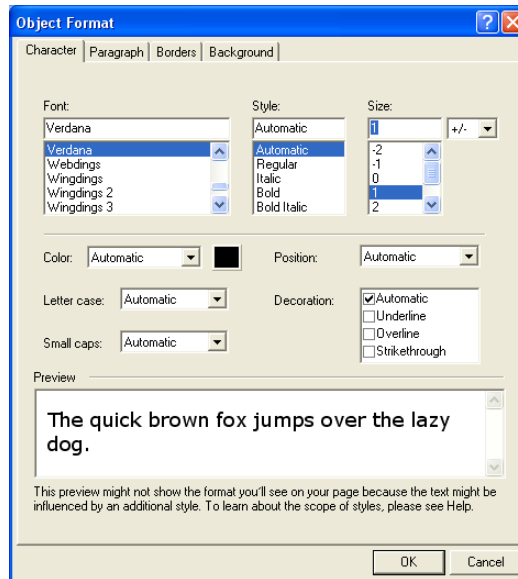 Object Format
Character Paragraph Borders Background
Font: Style: Size:
Verdana Automatic 1 +/-
Verdana Automatic -2
Webdings Regular -1
Wingdings Italic 0
Wingdings 2 Bold 1
Wingdings 3 Bold Italic 2
Color: Automatic Position: Automatic
Letter case: Automatic Decoration: Automatic
Underline
Overline
Small caps: Automatic Strikethrough
Preview
The quick brown fox jumps over the lazy
dog.
This preview might not show the format you'll see on your page because the text might be
influenced by an additional style. To learn about the scope of styles, please see Help.
OK Cancel